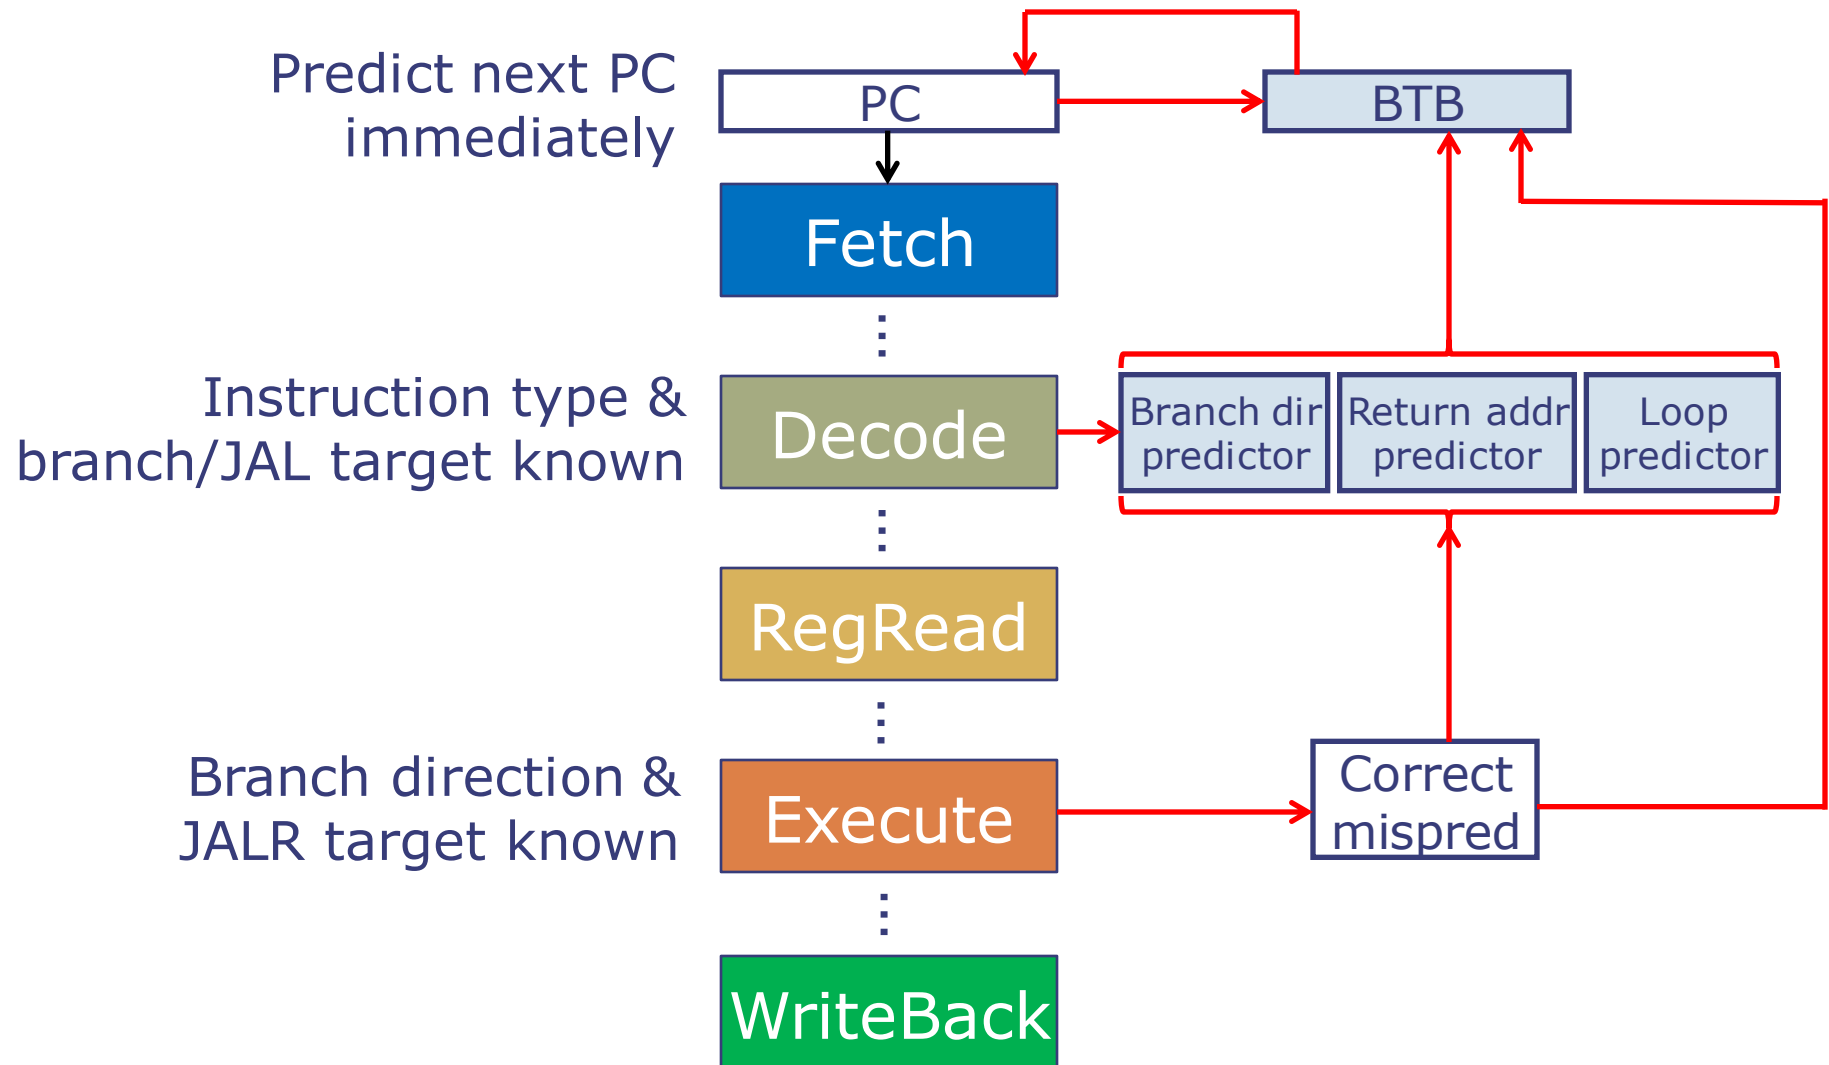 Predict next PC
immediately
PC
BTB
Fetch
Instruction type &
branch/JAL target known
Decode
Branch dir
predictor
Return addr
predictor
Loop
predictor
RegRead
Branch direction &
JALR target known
Execute
Correct
mispred
WriteBack